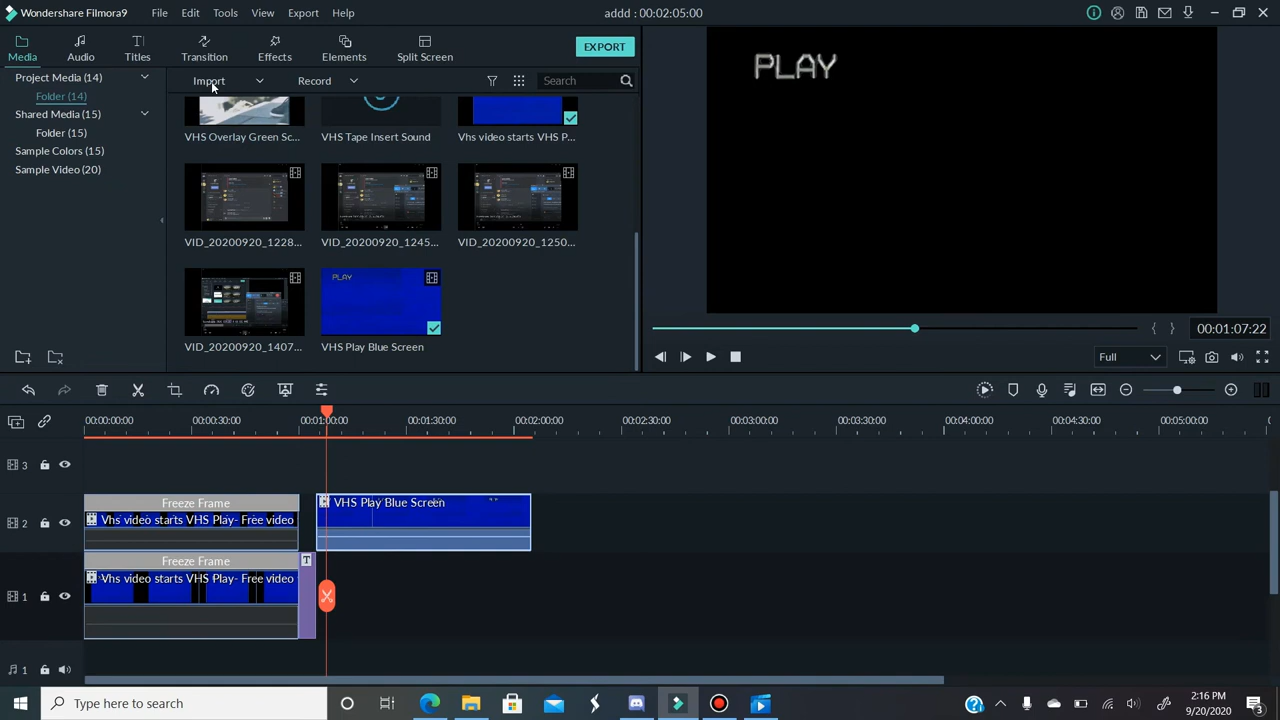 Wondershare Filmora9 File Edit Tools View Export Help addd : 00:02:05:00
Media Audio Titles Transition Effects Elements Split Screen EXPORT
Project Media (14) Import Record Search
Folder (14)
Shared Media (15)
Folder (15)
Sample Colors (15)
Sample Video (20)
VHS Overlay Green Sc... VHS Tape Insert Sound Vhs video starts VHS P...
VID_20200920_1228... VID_20200920_1245... VID_20200920_1250...
PLAY
VID_20200920_1407... VHS Play Blue Screen
PLAY
00:01:07:22
Full
00:00:00:00 00:00:30:00 00:01:00:00 00:01:30:00 00:02:00:00 00:02:30:00 00:03:00:00 00:03:30:00 00:04:00:00 00:04:30:00 00:05:00:00
3
Freeze Frame VHS Play Blue Screen
2 Vhs video starts VHS Play- Free video
Freeze Frame T
1 Vhs video starts VHS Play- Free video
1
Type here to search 2:16 PM
9/20/2020 3